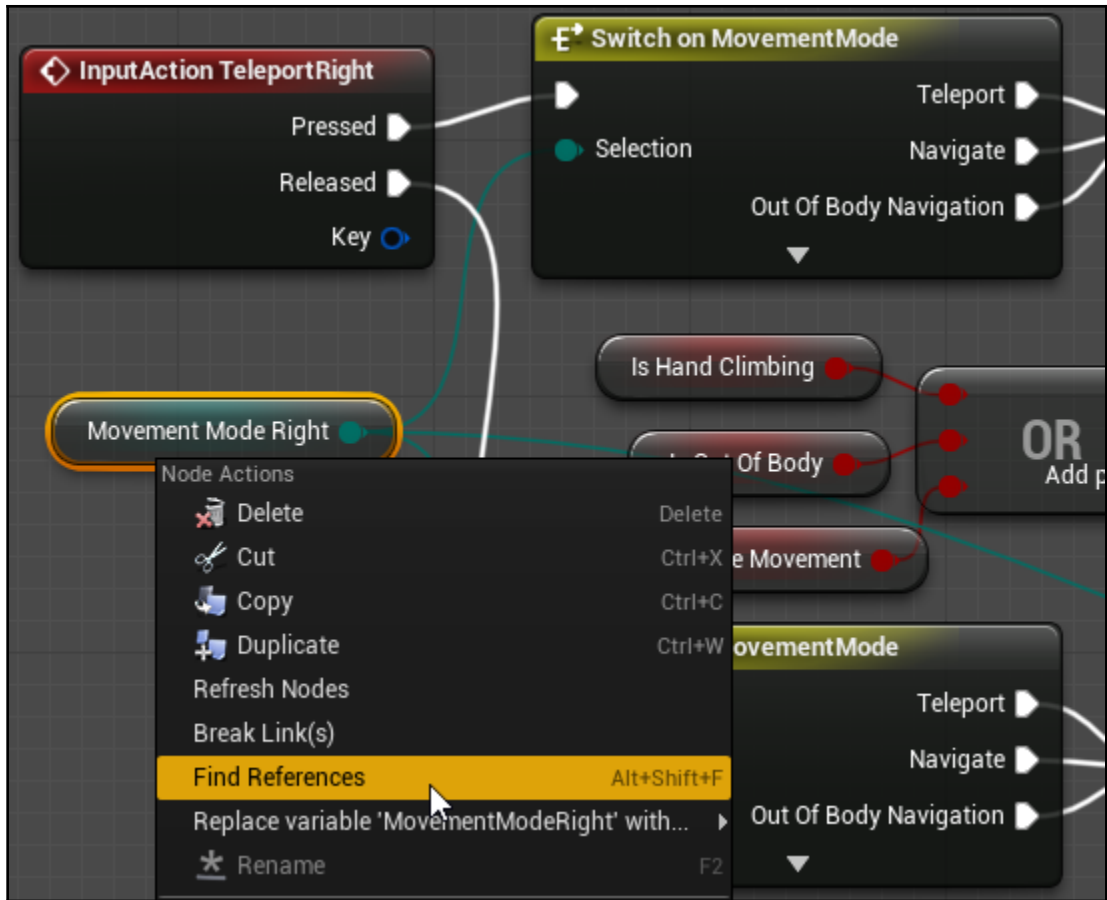 InputAction TeleportRight
Pressed
Released
Key
Switch on MovementMode
Teleport
Selection
Navigate
Out Of Body Navigation
Is Hand Climbing
Movement Mode Right
Of Body
OR
Add
Movement
Node Actions
Delete Delete
Cut Ctrl+X
Copy Ctrl+C
Duplicate Ctrl+W
Refresh Nodes
Break Link(s)
Find References Alt+Shift+F
Replace variable 'MovementModeRight' with...
Rename F2
ovementMode
Teleport
Navigate
Out Of Body Navigation